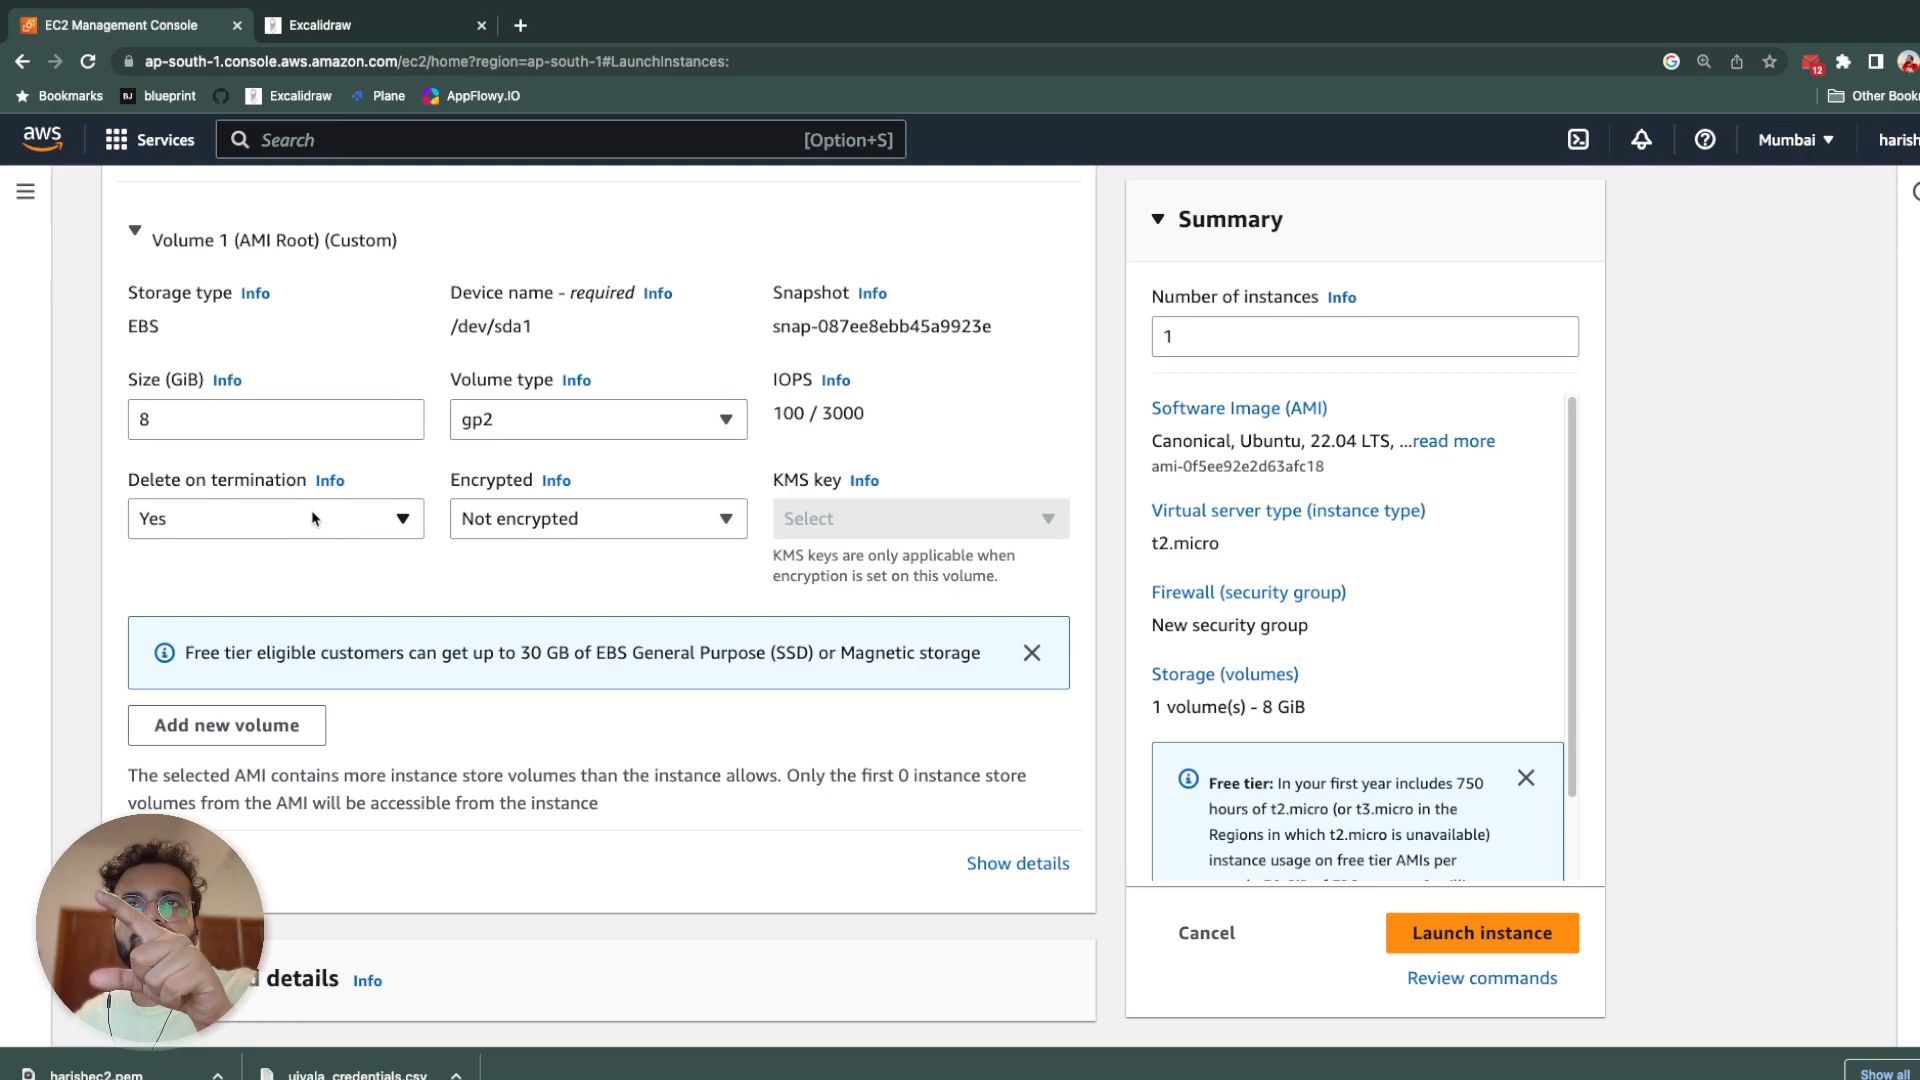 EC2 Management Console
Excalidraw
ap-south-1.console.aws.amazon.com/ec2/home?region=ap-south-1#LaunchInstances:
12
Bookmarks
BJ
blueprint
Excalidraw
Plane
AppFlowy.IO
Other Book
aws
Services
Search
[Option+S]
Mumbai
harish
Volume 1 (AMI Root) (Custom)
Storage type Info
EBS
Device name - required Info
/dev/sda1
Snapshot Info
snap-087ee8ebb45a9923e
Size (GiB) Info
8
Volume type Info
gp2
IOPS Info
100 / 3000
Delete on termination Info
Yes
Encrypted Info
Not encrypted
KMS key Info
Select
KMS keys are only applicable when
encryption is set on this volume.
Free tier eligible customers can get up to 30 GB of EBS General Purpose (SSD) or Magnetic storage
Add new volume
The selected AMI contains more instance store volumes than the instance allows. Only the first 0 instance store
volumes from the AMI will be accessible from the instance
Show details
details Info
Summary
Number of instances Info
1
Software Image (AMI)
Canonical, Ubuntu, 22.04 LTS, ...read more
ami-0f5ee92e2d63afc18
Virtual server type (instance type)
t2.micro
Firewall (security group)
New security group
Storage (volumes)
1 volume(s) - 8 GiB
Free tier: In your first year includes 750
hours of t2.micro (or t3.micro in the
Regions in which t2.micro is unavailable)
instance usage on free tier AMIs per
Cancel
Launch instance
Review commands
harishec2.pem
uivala_credentials.csv
Show all